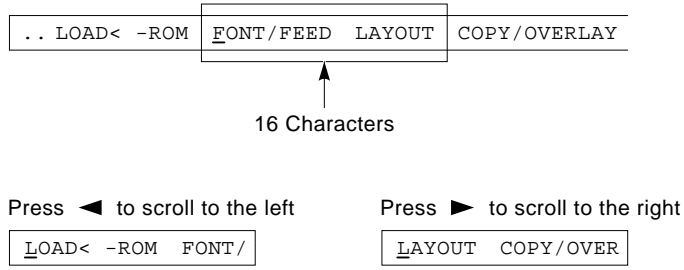 .. LOAD< -ROM FONT/FEED LAYOUT COPY/OVERLAY
16 Characters
Press ◄ to scroll to the left
LOAD< -ROM FONT/
Press ► to scroll to the right
LAYOUT COPY/OVER